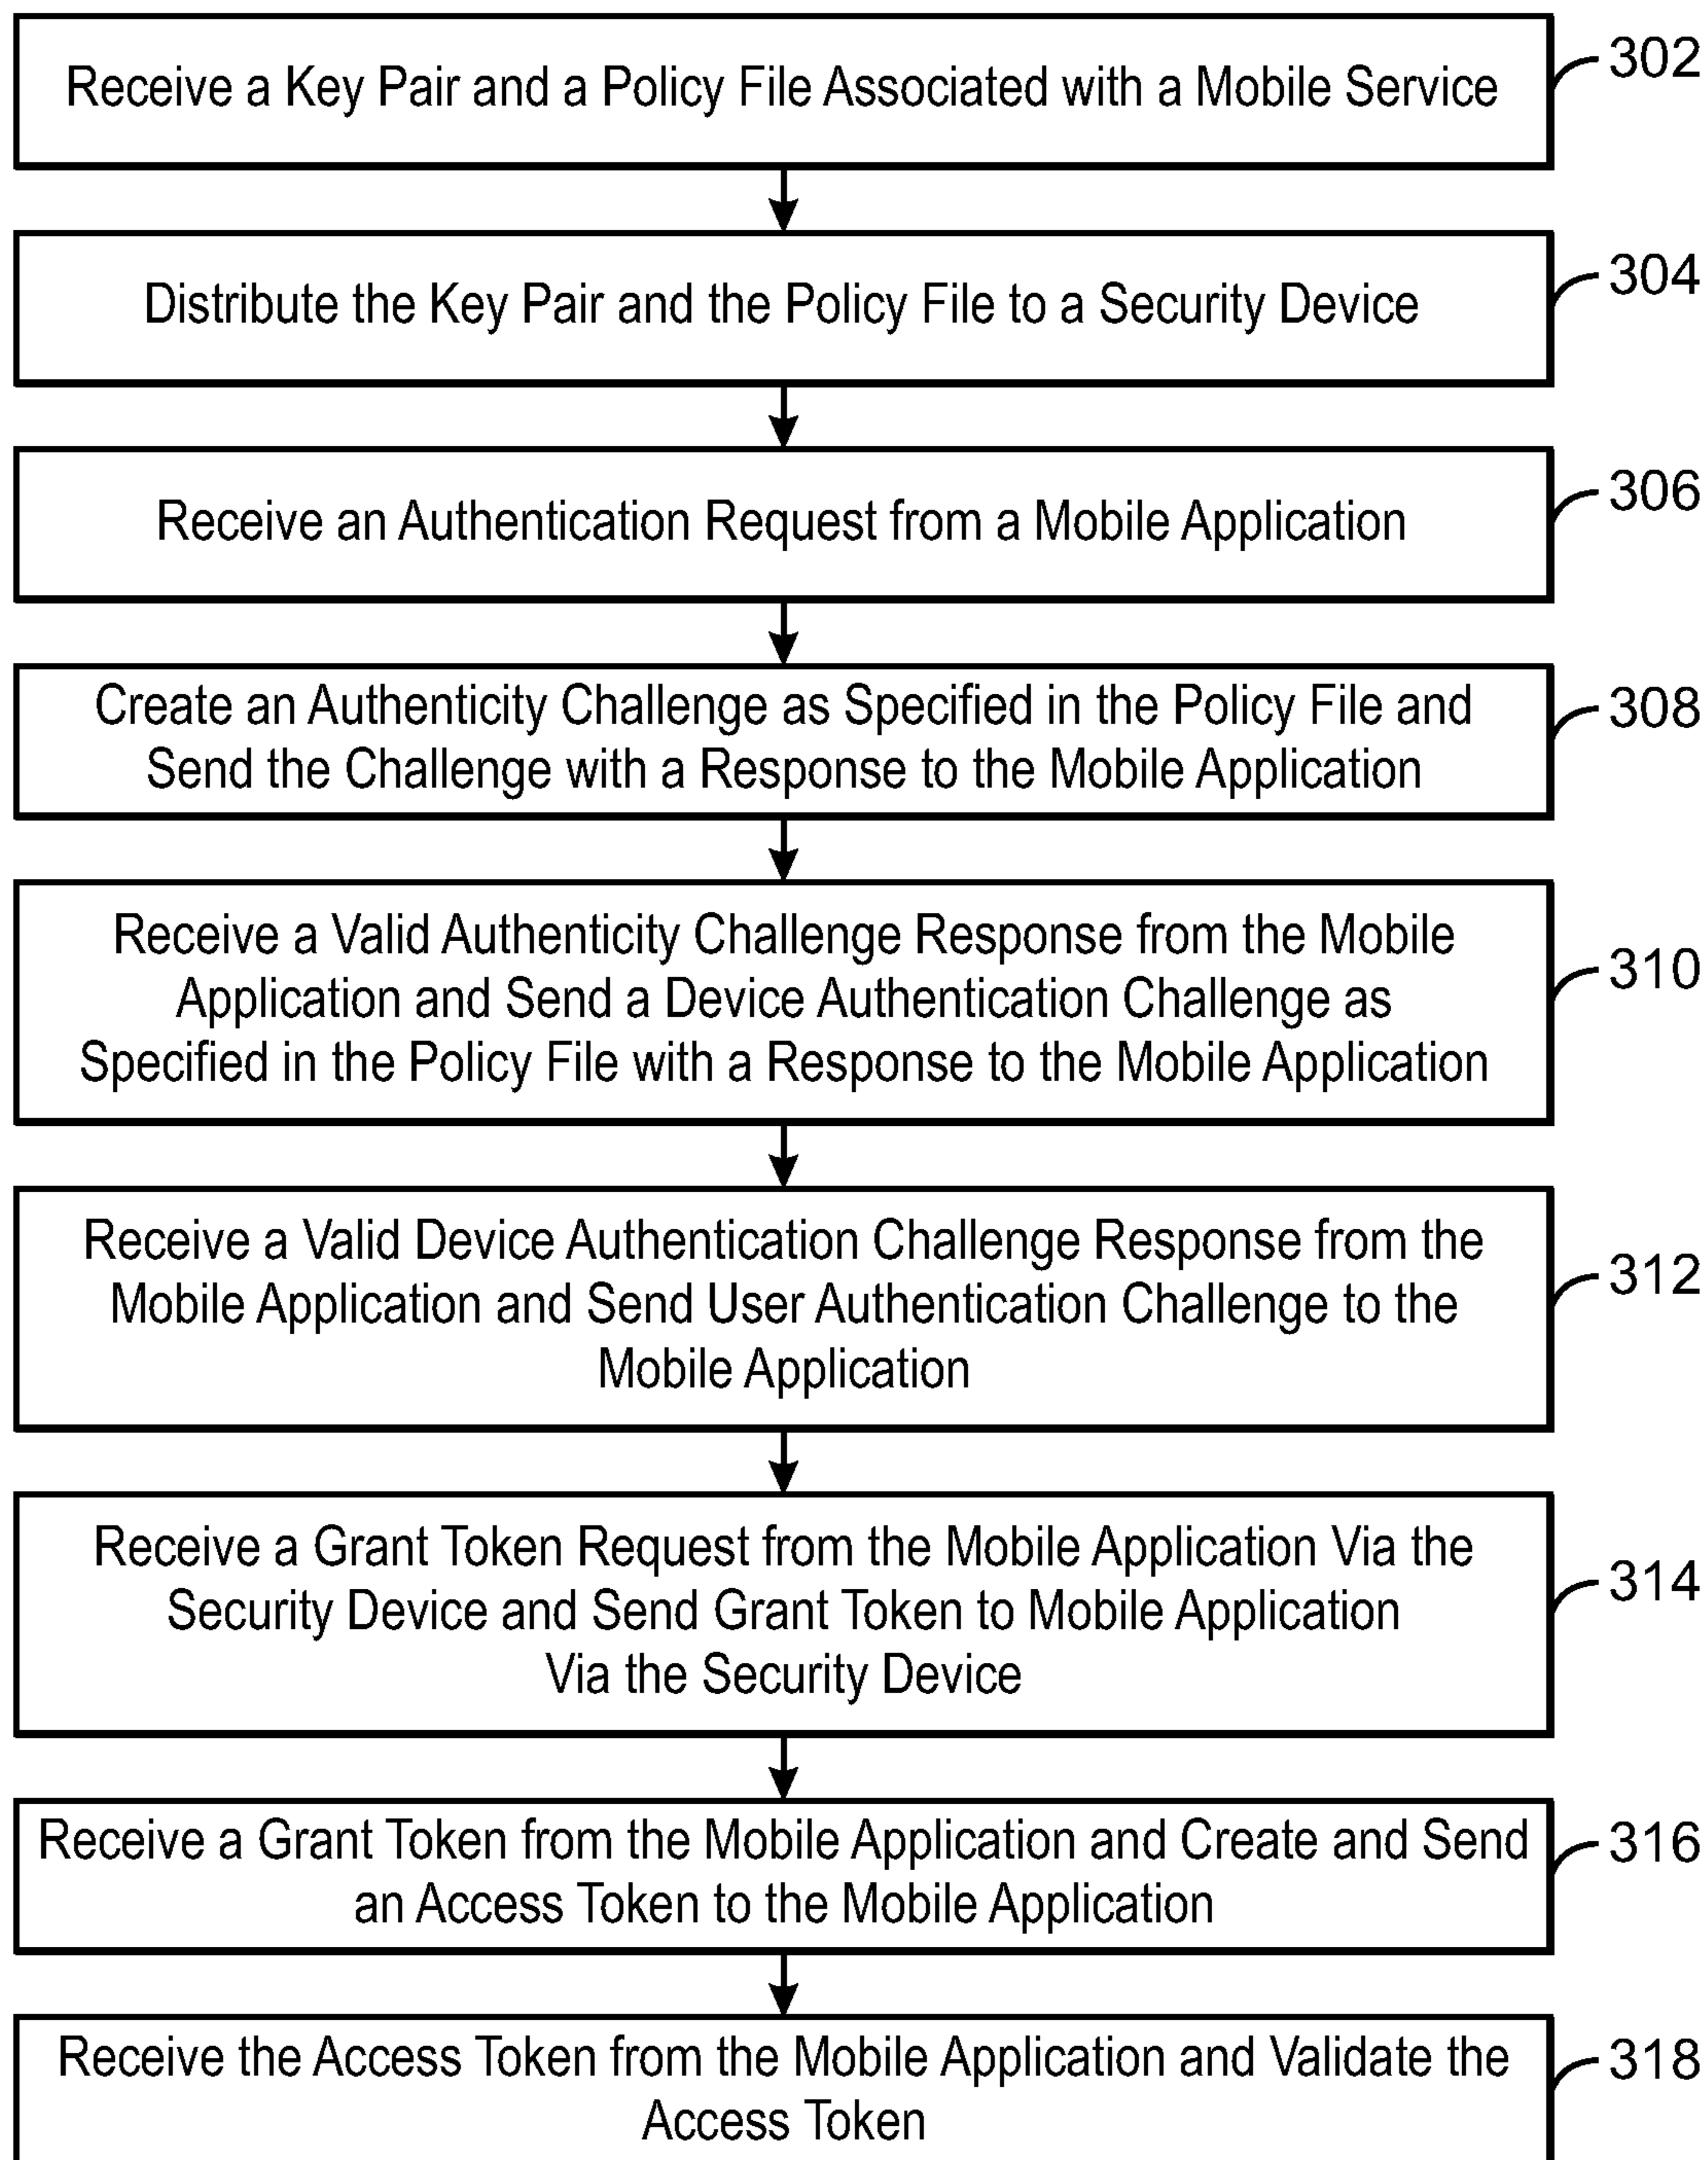 Receive a Key Pair and a Policy File Associated with a Mobile Service
302
Distribute the Key Pair and the Policy File to a Security Device
304
Receive an Authentication Request from a Mobile Application
306
Create an Authenticity Challenge as Specified in the Policy File and
Send the Challenge with a Response to the Mobile Application
308
Receive a Valid Authenticity Challenge Response from the Mobile
Application and Send a Device Authentication Challenge as
Specified in the Policy File with a Response to the Mobile Application
310
Receive a Valid Device Authentication Challenge Response from the
Mobile Application and Send User Authentication Challenge to the
Mobile Application
312
Receive a Grant Token Request from the Mobile Application Via the
Security Device and Send Grant Token to Mobile Application
Via the Security Device
314
Receive a Grant Token from the Mobile Application and Create and Send
an Access Token to the Mobile Application
316
Receive the Access Token from the Mobile Application and Validate the
Access Token
318